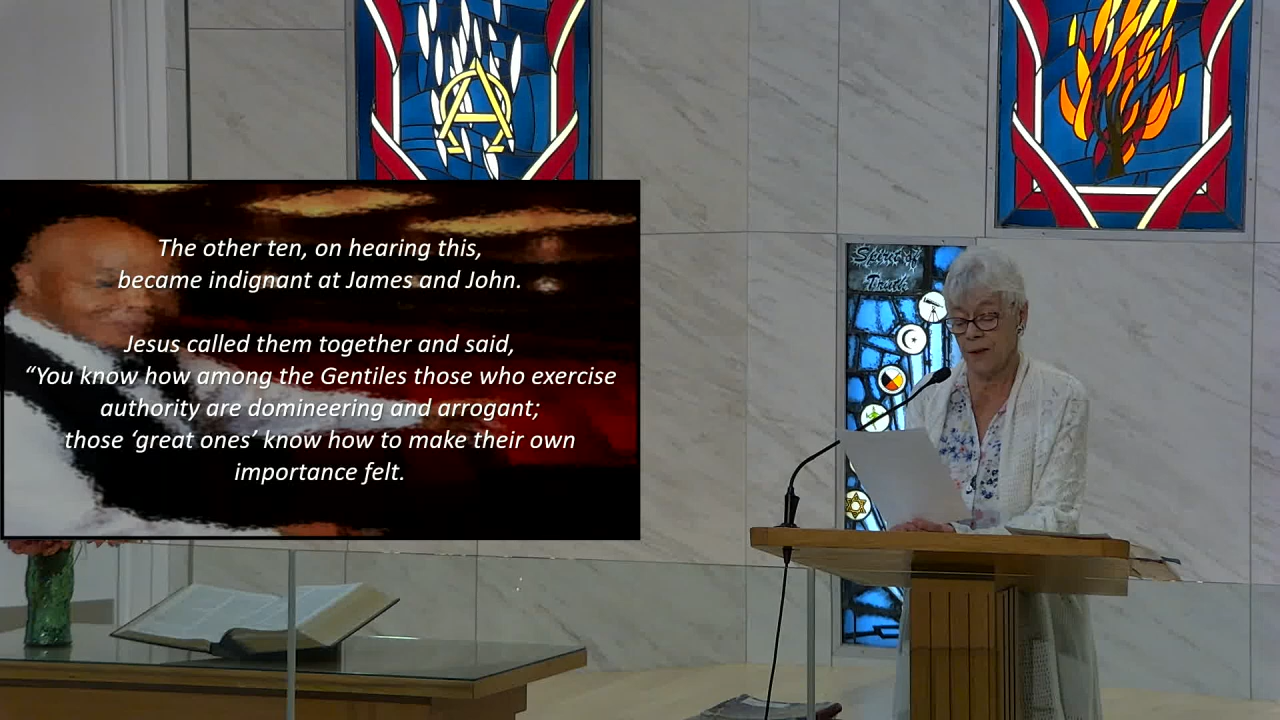 The other ten, on hearing this,
became indignant at James and John.
Jesus called them together and said,
“You know how among the Gentiles those who exercise
authority are domineering and arrogant;
those ‘great ones’ know how to make their own
importance felt.
Spirit of
Truth